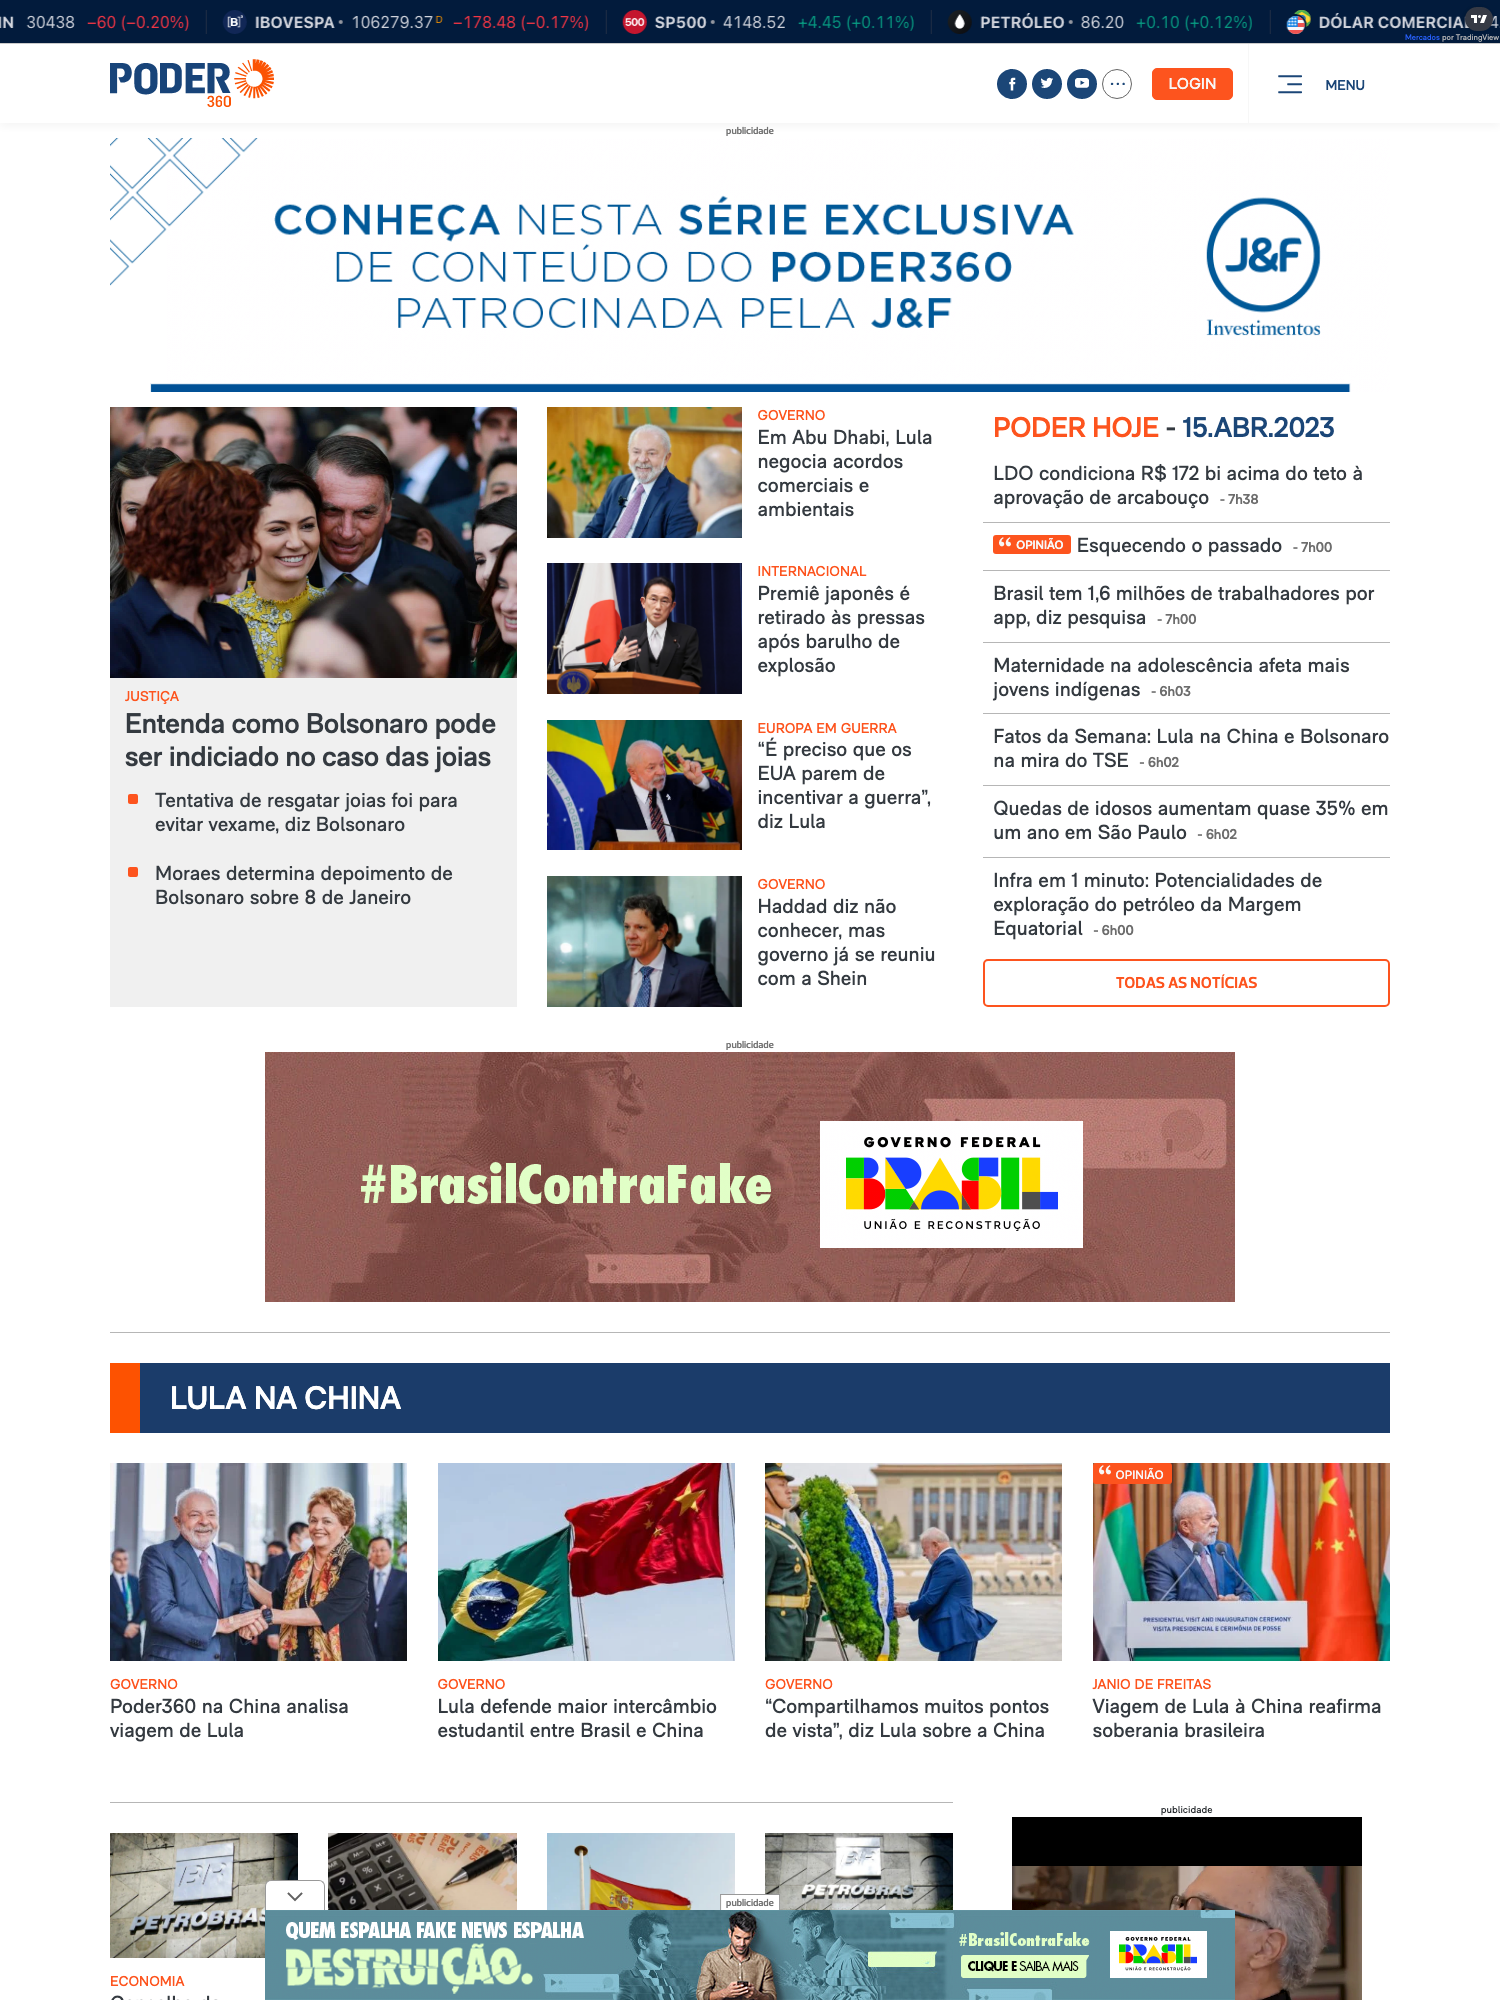 30438 −60 (−0.20%)
IBOVESPA • 106279.37 D −178.48 (−0.17%)
500 SP500 • 4148.52 +4.45 (+0.11%)
PETRÓLEO • 86.20 +0.10 (+0.12%)
DÓLAR COMERCIAL
Mercados por TradingView
PODER
360
LOGIN
MENU
publicidade
CONHEÇA NESTA SÉRIE EXCLUSIVA
DE CONTEÚDO DO PODER360
PATROCINADA PELA J&F
J&F
Investimentos
JUSTIÇA
Entenda como Bolsonaro pode
ser indiciado no caso das joias
Tentativa de resgatar joias foi para
evitar vexame, diz Bolsonaro
Moraes determina depoimento de
Bolsonaro sobre 8 de Janeiro
GOVERNO
Em Abu Dhabi, Lula
negocia acordos
comerciais e
ambientais
INTERNACIONAL
Premiê japonês é
retirado às pressas
após barulho de
explosão
EUROPA EM GUERRA
“É preciso que os
EUA parem de
incentivar a guerra”,
diz Lula
GOVERNO
Haddad diz não
conhecer, mas
governo já se reuniu
com a Shein
PODER HOJE - 15.ABR.2023
LDO condiciona R$ 172 bi acima do teto à
aprovação de arcabouço - 7h38
“ OPINIÃO Esquecendo o passado - 7h00
Brasil tem 1,6 milhões de trabalhadores por
app, diz pesquisa - 7h00
Maternidade na adolescência afeta mais
jovens indígenas - 6h03
Fatos da Semana: Lula na China e Bolsonaro
na mira do TSE - 6h02
Quedas de idosos aumentam quase 35% em
um ano em São Paulo - 6h02
Infra em 1 minuto: Potencialidades de
exploração do petróleo da Margem
Equatorial - 6h00
TODAS AS NOTÍCIAS
publicidade
#BrasilContraFake
8:45
GOVERNO FEDERAL
BRASIL
UNIÃO E RECONSTRUÇÃO
LULA NA CHINA
“ OPINIÃO
PRESIDENTIAL VISIT AND INAUGURATION CEREMONY
VISITA PRESIDENCIAL E CERIMÔNIA DE POSSE
GOVERNO
Poder360 na China analisa
viagem de Lula
GOVERNO
Lula defende maior intercâmbio
estudantil entre Brasil e China
GOVERNO
“Compartilhamos muitos pontos
de vista”, diz Lula sobre a China
JANIO DE FREITAS
Viagem de Lula à China reafirma
soberania brasileira
publicidade
BR
PETROBRAS
BR
PETROBRAS
publicidade
QUEM ESPALHA FAKE NEWS ESPALHA
DESTRUIÇÃO.
#BrasilContraFake
CLIQUE E SAIBA MAIS
GOVERNO FEDERAL
BRASIL
UNIÃO E RECONSTRUÇÃO
ECONOMIA